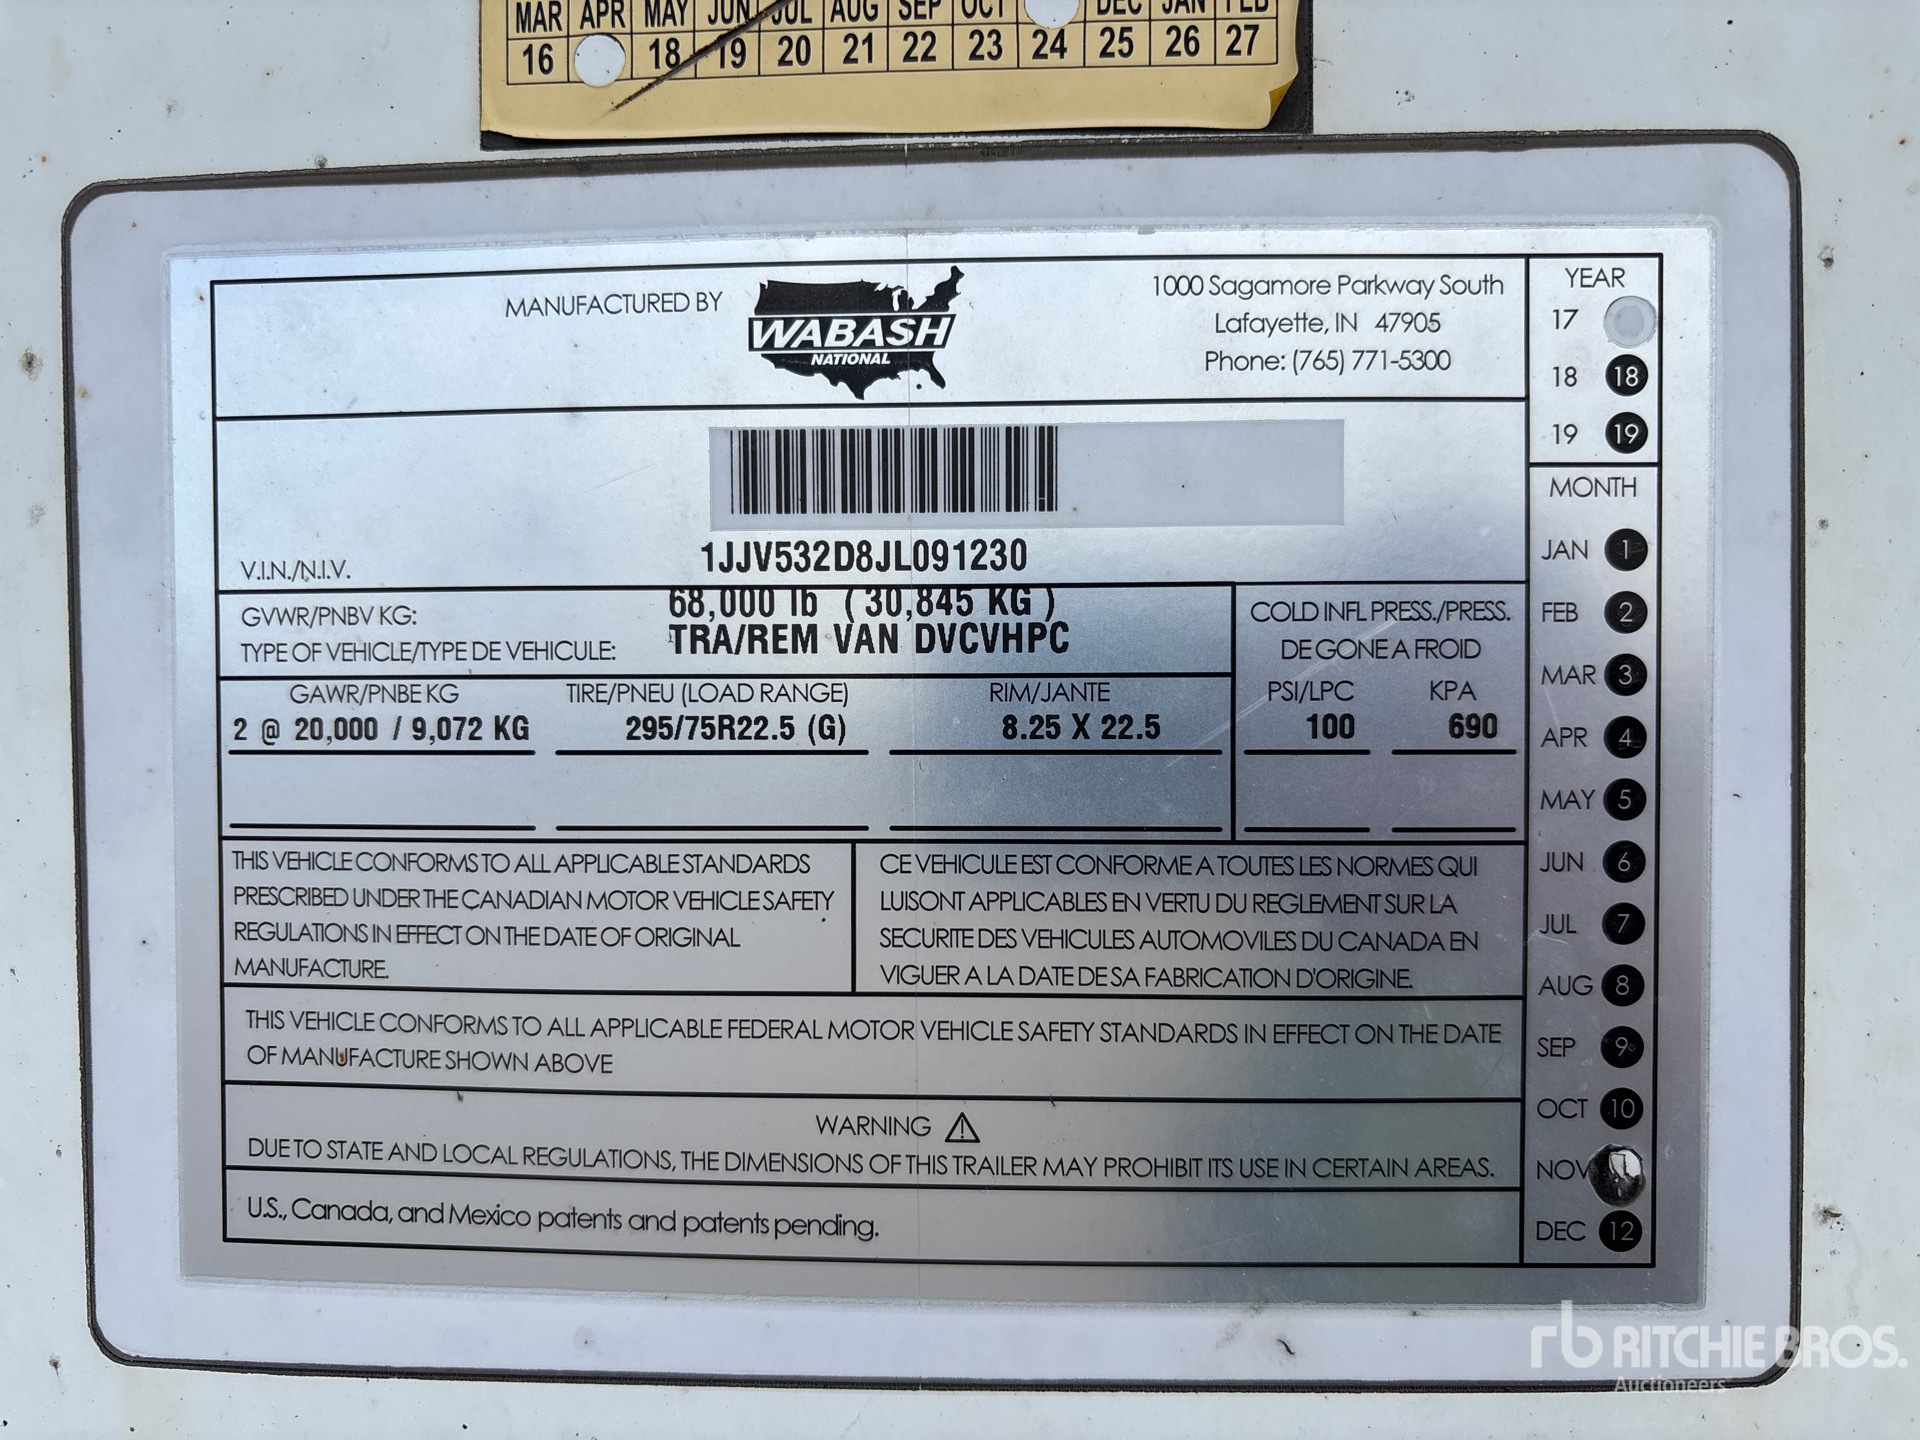 MAR APR MAY JUN JUL AUG SEP OCT DEC JAN FEB
16 18 19 20 21 22 23 24 25 26 27
MANUFACTURED BY
WABASH
NATIONAL
1000 Sagamore Parkway South
Lafayette, IN 47905
Phone: (765) 771-5300
YEAR
17
18 18
19 19
V.I.N./N.I.V.
1JJV532D8JL091230
GVWR/PNBV KG: 68,000 lb ( 30,845 KG )
TYPE OF VEHICLE/TYPE DE VEHICULE: TRA/REM VAN DVCVHPC
COLD INFL PRESS./PRESS.
DE GONE A FROID
GAWR/PNBE KG TIRE/PNEU (LOAD RANGE) RIM/JANTE PSI/LPC KPA
2 @ 20,000 / 9,072 KG 295/75R22.5 (G) 8.25 X 22.5 100 690
MONTH
JAN 1
FEB 2
MAR 3
APR 4
MAY 5
JUN 6
JUL 7
AUG 8
SEP 9
OCT 10
NOV
DEC 12
THIS VEHICLE CONFORMS TO ALL APPLICABLE STANDARDS
PRESCRIBED UNDER THE CANADIAN MOTOR VEHICLE SAFETY
REGULATIONS IN EFFECT ON THE DATE OF ORIGINAL
MANUFACTURE.
CE VEHICULE EST CONFORME A TOUTES LES NORMES QUI
LUISONT APPLICABLES EN VERTU DU REGLEMENT SUR LA
SECURITE DES VEHICULES AUTOMOVILES DU CANADA EN
VIGUER A LA DATE DE SA FABRICATION D'ORIGINE.
THIS VEHICLE CONFORMS TO ALL APPLICABLE FEDERAL MOTOR VEHICLE SAFETY STANDARDS IN EFFECT ON THE DATE
OF MANUFACTURE SHOWN ABOVE
WARNING
DUE TO STATE AND LOCAL REGULATIONS, THE DIMENSIONS OF THIS TRAILER MAY PROHIBIT ITS USE IN CERTAIN AREAS.
U.S., Canada, and Mexico patents and patents pending.
rb RITCHIE BROS.
Auctioneers